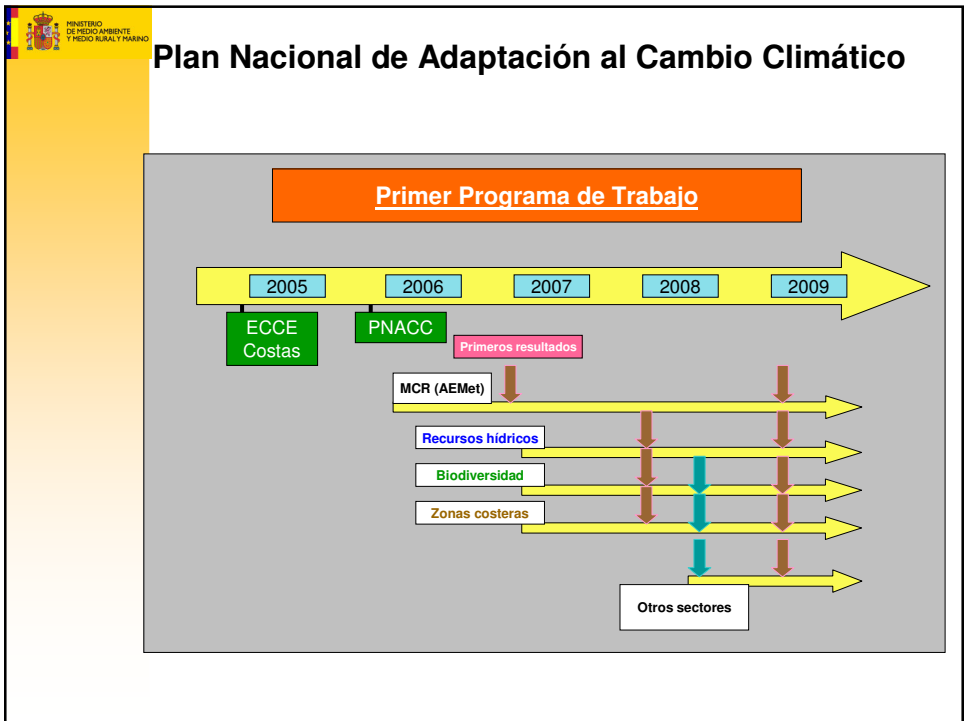 MINISTERIO
DE MEDIO AMBIENTE
Y MEDIO RURAL Y MARINO
Plan Nacional de Adaptación al Cambio Climático
Primer Programa de Trabajo
2005 2006 2007 2008 2009
ECCE
Costas
PNACC
Primeros resultados
MCR (AEMet)
Recursos hídricos
Biodiversidad
Zonas costeras
Otros sectores